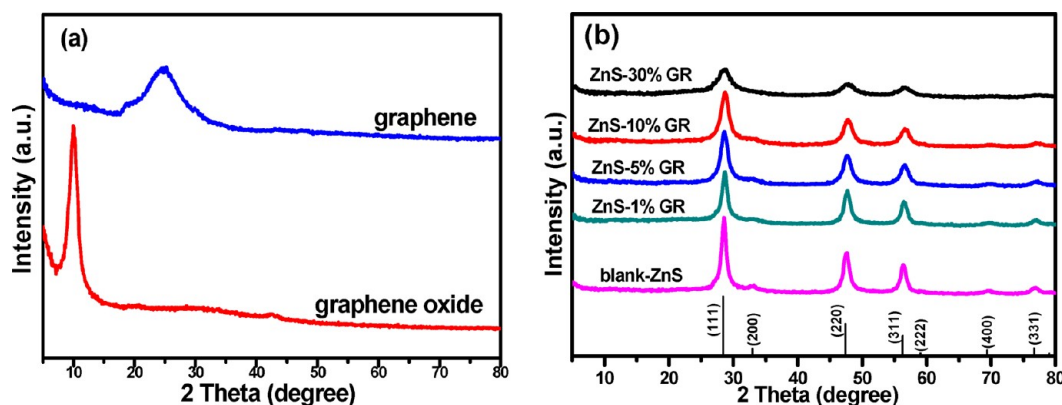 (a)
graphene
graphene oxide
Intensity (a.u.)
10 20 30 40 50 60 70 80
2 Theta (degree)
(b)
ZnS-30% GR
ZnS-10% GR
ZnS-5% GR
ZnS-1% GR
blank-ZnS
(111)
(200)
(220)
(311)
(222)
(400)
(331)
Intensity (a.u.)
10 20 30 40 50 60 70 80
2 Theta (degree)